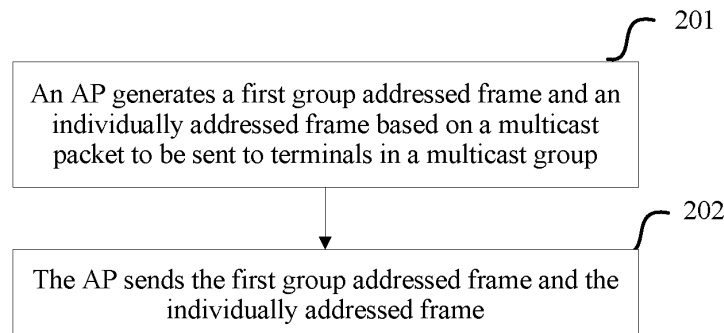 201
An AP generates a first group addressed frame and an
individually addressed frame based on a multicast
packet to be sent to terminals in a multicast group
202
The AP sends the first group addressed frame and the
individually addressed frame